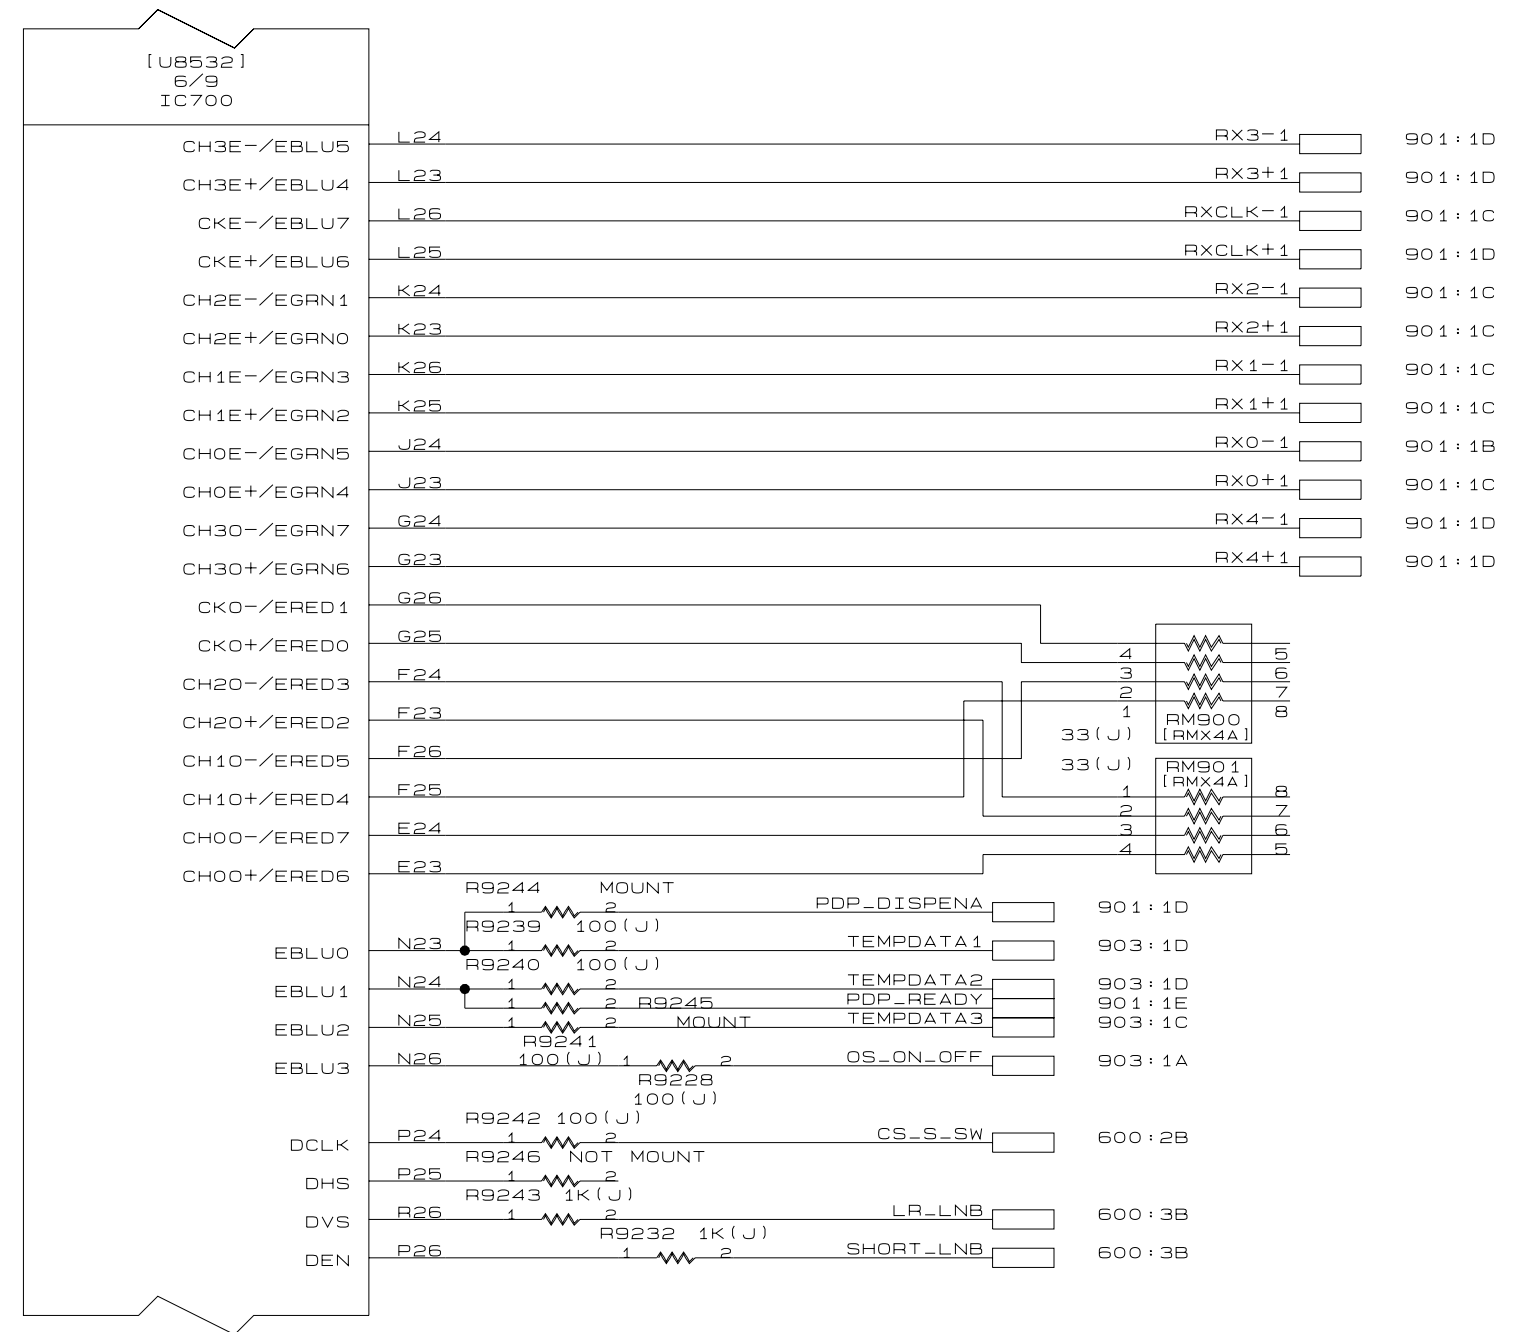 [U8532]
6/9
IC700
CH3E-/EBLU5 L24 RX3-1 901:1D
CH3E+/EBLU4 L23 RX3+1 901:1D
CKE-/EBLU7 L26 RXCLK-1 901:1C
CKE+/EBLU6 L25 RXCLK+1 901:1D
CH2E-/EGRN1 K24 RX2-1 901:1C
CH2E+/EGRN0 K23 RX2+1 901:1C
CH1E-/EGRN3 K26 RX1-1 901:1C
CH1E+/EGRN2 K25 RX1+1 901:1C
CH0E-/EGRN5 J24 RX0-1 901:1B
CH0E+/EGRN4 J23 RX0+1 901:1C
CH3O-/EGRN7 G24 RX4-1 901:1D
CH3O+/EGRN6 G23 RX4+1 901:1D
CKO-/ERED1 G26
CKO+/ERED0 G25
4 5
CH2O-/ERED3 F24
3 6
2 7
CH2O+/ERED2 F23
1 8
RM900
33(J) [RMX4A]
CH1O-/ERED5 F26
33(J) RM901
[RMX4A]
CH1O+/ERED4 F25
1 8
2 7
CH0O-/ERED7 E24
3 6
4 5
CH0O+/ERED6 E23
R9244 MOUNT
1 2 PDP_DISPENA 901:1D
R9239 100(J)
EBLU0 N23 1 2 TEMPDATA1 903:1D
R9240 100(J)
EBLU1 N24 1 2 TEMPDATA2 903:1D
1 2 R9245 PDP_READY 901:1E
EBLU2 N25 1 2 MOUNT TEMPDATA3 903:1C
R9241
100(J)
EBLU3 N26 1 2 OS_ON_OFF 903:1A
R9228
100(J)
R9242 100(J)
DCLK P24 1 2 CS_S_SW 600:2B
R9246 NOT MOUNT
DHS P25 1 2
R9243 1K(J)
DVS R26 1 2 LR_LNB 600:3B
R9232 1K(J)
DEN P26 1 2 SHORT_LNB 600:3B